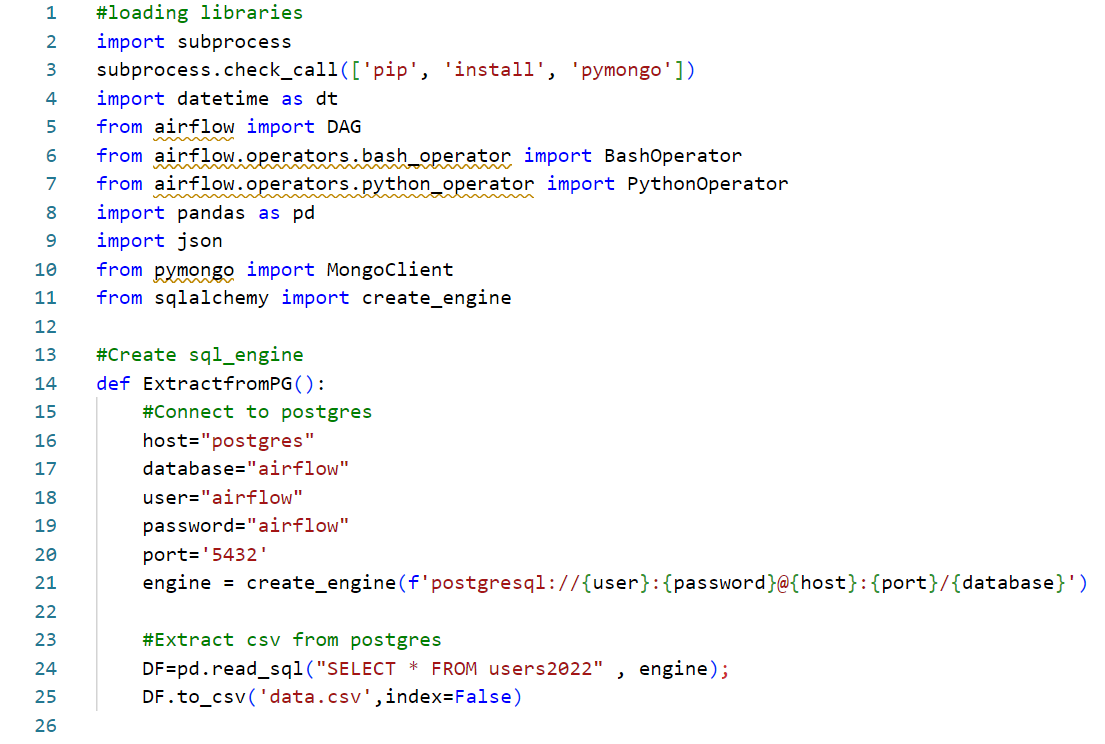 1 #loading libraries
2 import subprocess
3 subprocess.check_call(['pip', 'install', 'pymongo'])
4 import datetime as dt
5 from airflow import DAG
6 from airflow.operators.bash_operator import BashOperator
7 from airflow.operators.python_operator import PythonOperator
8 import pandas as pd
9 import json
10 from pymongo import MongoClient
11 from sqlalchemy import create_engine
12
13 #Create sql_engine
14 def ExtractfromPG():
15     #Connect to postgres
16     host="postgres"
17     database="airflow"
18     user="airflow"
19     password="airflow"
20     port='5432'
21     engine = create_engine(f'postgresql://{user}:{password}@{host}:{port}/{database}')
22
23     #Extract csv from postgres
24     DF=pd.read_sql("SELECT * FROM users2022" , engine);
25     DF.to_csv('data.csv',index=False)
26